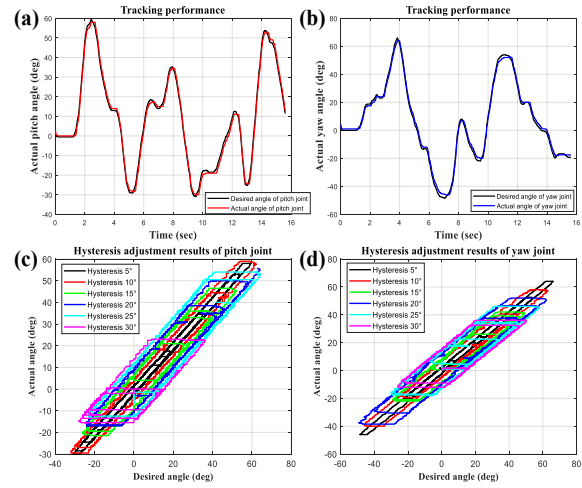 (a)
Tracking performance
Actual pitch angle (deg)
60
50
40
30
20
10
0
-10
-20
-30
-40
0 2 4 6 8 10 12 14 16
Time (sec)
Desired angle of pitch joint
Actual angle of pitch joint
(b)
Tracking performance
Actual yaw angle (deg)
80
60
40
20
0
-20
-40
-60
0 2 4 6 8 10 12 14 16
Time (sec)
Desired angle of yaw joint
Actual angle of yaw joint
(c)
Hysteresis adjustment results of pitch joint
Actual angle (deg)
60
50
40
30
20
10
0
-10
-20
-30
-40 -20 0 20 40 60 80
Desired angle (deg)
Hysteresis 5°
Hysteresis 10°
Hysteresis 15°
Hysteresis 20°
Hysteresis 25°
Hysteresis 30°
(d)
Hysteresis adjustment results of yaw joint
Actual angle (deg)
80
60
40
20
0
-20
-40
-60
-60 -40 -20 0 20 40 60 80
Desired angle (deg)
Hysteresis 5°
Hysteresis 10°
Hysteresis 15°
Hysteresis 20°
Hysteresis 25°
Hysteresis 30°